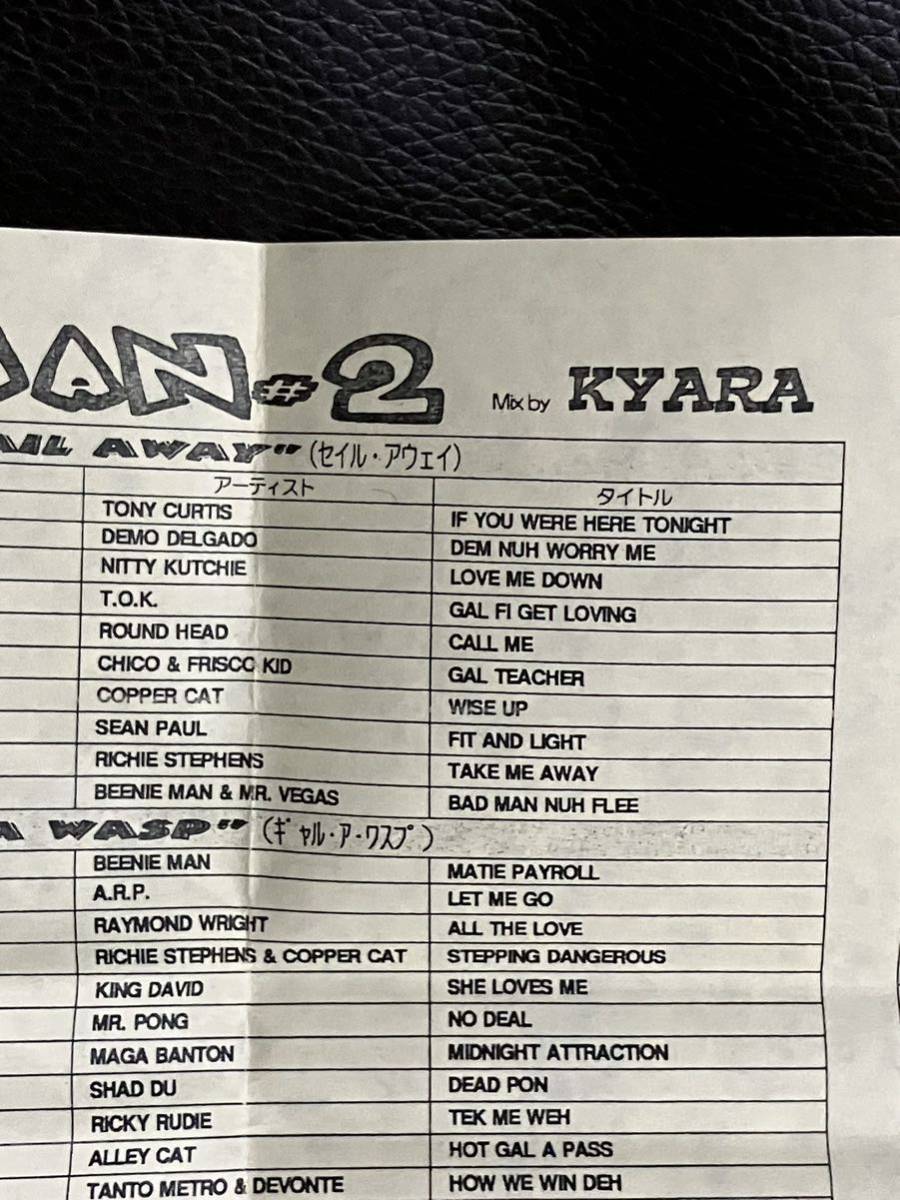 #2 Mix by KYARA
AWAY" (セイル・アウェイ)
アーティスト タイトル
TONY CURTIS IF YOU WERE HERE TONIGHT
DEMO DELGADO DEM NUH WORRY ME
NITTY KUTCHIE LOVE ME DOWN
T.O.K. GAL FI GET LOVING
ROUND HEAD CALL ME
CHICO & FRISCO KID GAL TEACHER
COPPER CAT WISE UP
SEAN PAUL FIT AND LIGHT
RICHIE STEPHENS TAKE ME AWAY
BEENIE MAN & MR. VEGAS BAD MAN NUH FLEE
A WASP" (ギャル・ア・ワスプ)
BEENIE MAN MATIE PAYROLL
A.R.P. LET ME GO
RAYMOND WRIGHT ALL THE LOVE
RICHIE STEPHENS & COPPER CAT STEPPING DANGEROUS
KING DAVID SHE LOVES ME
MR. PONG NO DEAL
MAGA BANTON MIDNIGHT ATTRACTION
SHAD DU DEAD PON
RICKY RUDIE TEK ME WEH
ALLEY CAT HOT GAL A PASS
TANTO METRO & DEVONTE HOW WE WIN DEH